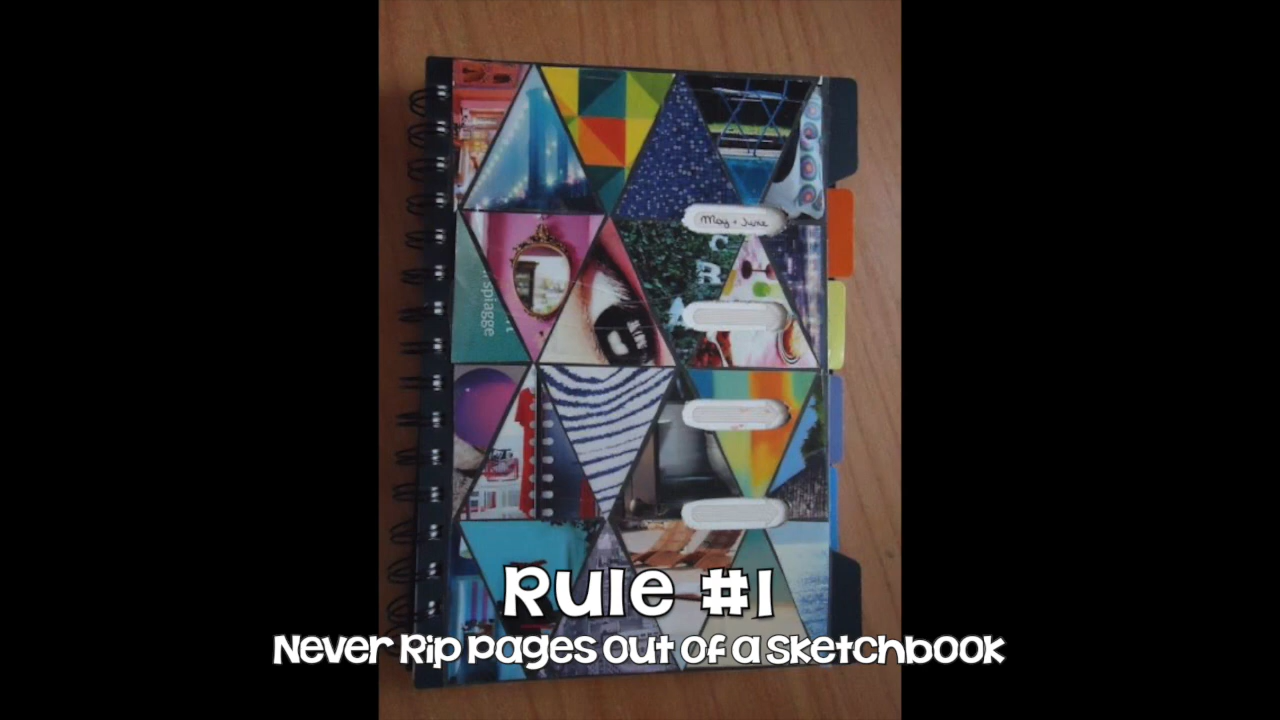 May + June
C
R
A
spiagge
Rule #1
Never Rip pages out of a sketchbook